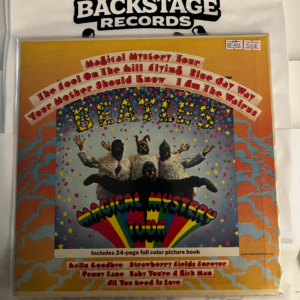 BACKSTAGE
RECORDS
Magical Mystery Tour
The Fool On The Hill Flying Blue Jay Way
Your Mother Should Know I Am The Walrus
BEATLES
MAGICAL MYSTERY
TOUR
Includes 24-page full color picture book
Hello Goodbye Strawberry Fields Forever
Penny Lane Baby You're A Rich Man
All You Need Is Love